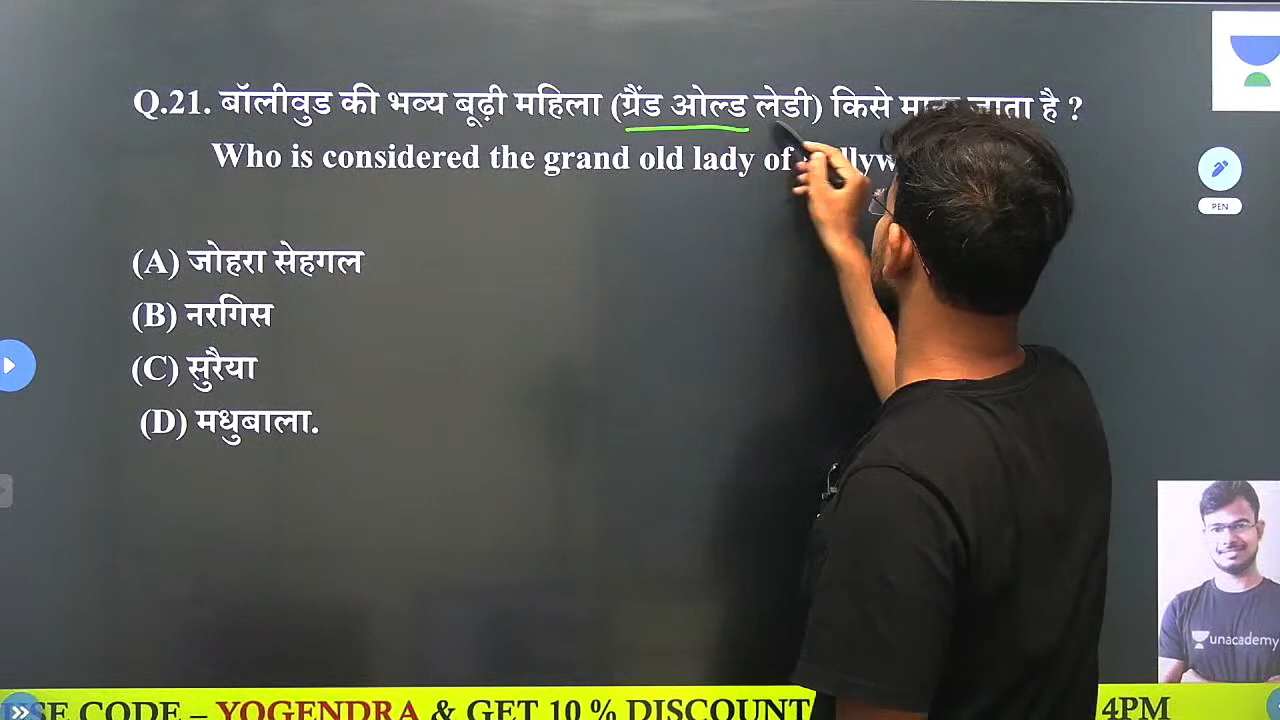 Q.21. बॉलीवुड की भव्य बूढ़ी महिला (ग्रैंड ओल्ड लेडी) किसे जाता है ?
Who is considered the grand old lady of
(A) जोहरा सेहगल
(B) नरगिस
(C) सुरैया
(D) मधुबाला.
PEN
unacademy
CODE – YOGENDRA & GET 10 % DISCOUNT 4PM